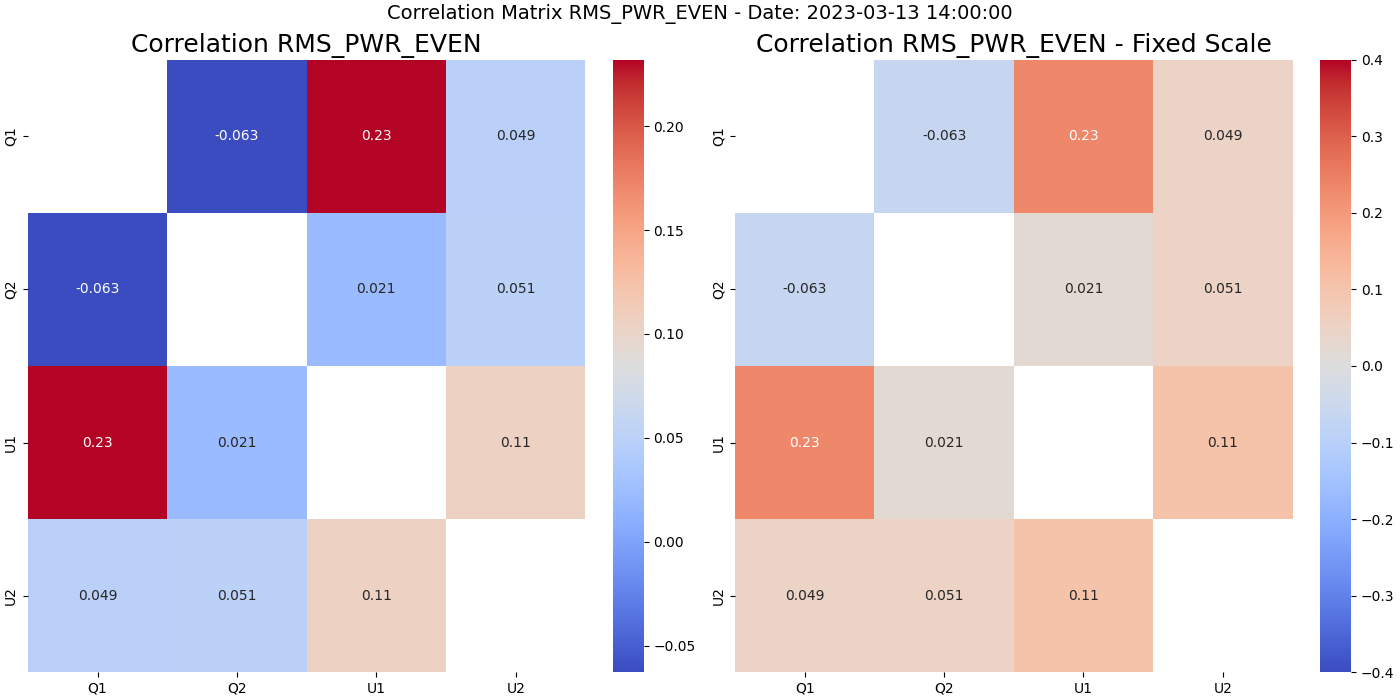 Correlation Matrix RMS_PWR_EVEN - Date: 2023-03-13 14:00:00
Correlation RMS_PWR_EVEN
Q1
-0.063
0.23
0.049
Q2
-0.063
0.021
0.051
U1
0.23
0.021
0.11
U2
0.049
0.051
0.11
Q1
Q2
U1
U2
0.20
0.15
0.10
0.05
0.00
−0.05
Correlation RMS_PWR_EVEN - Fixed Scale
Q1
-0.063
0.23
0.049
Q2
-0.063
0.021
0.051
U1
0.23
0.021
0.11
U2
0.049
0.051
0.11
Q1
Q2
U1
U2
0.4
0.3
0.2
0.1
0.0
−0.1
−0.2
−0.3
−0.4